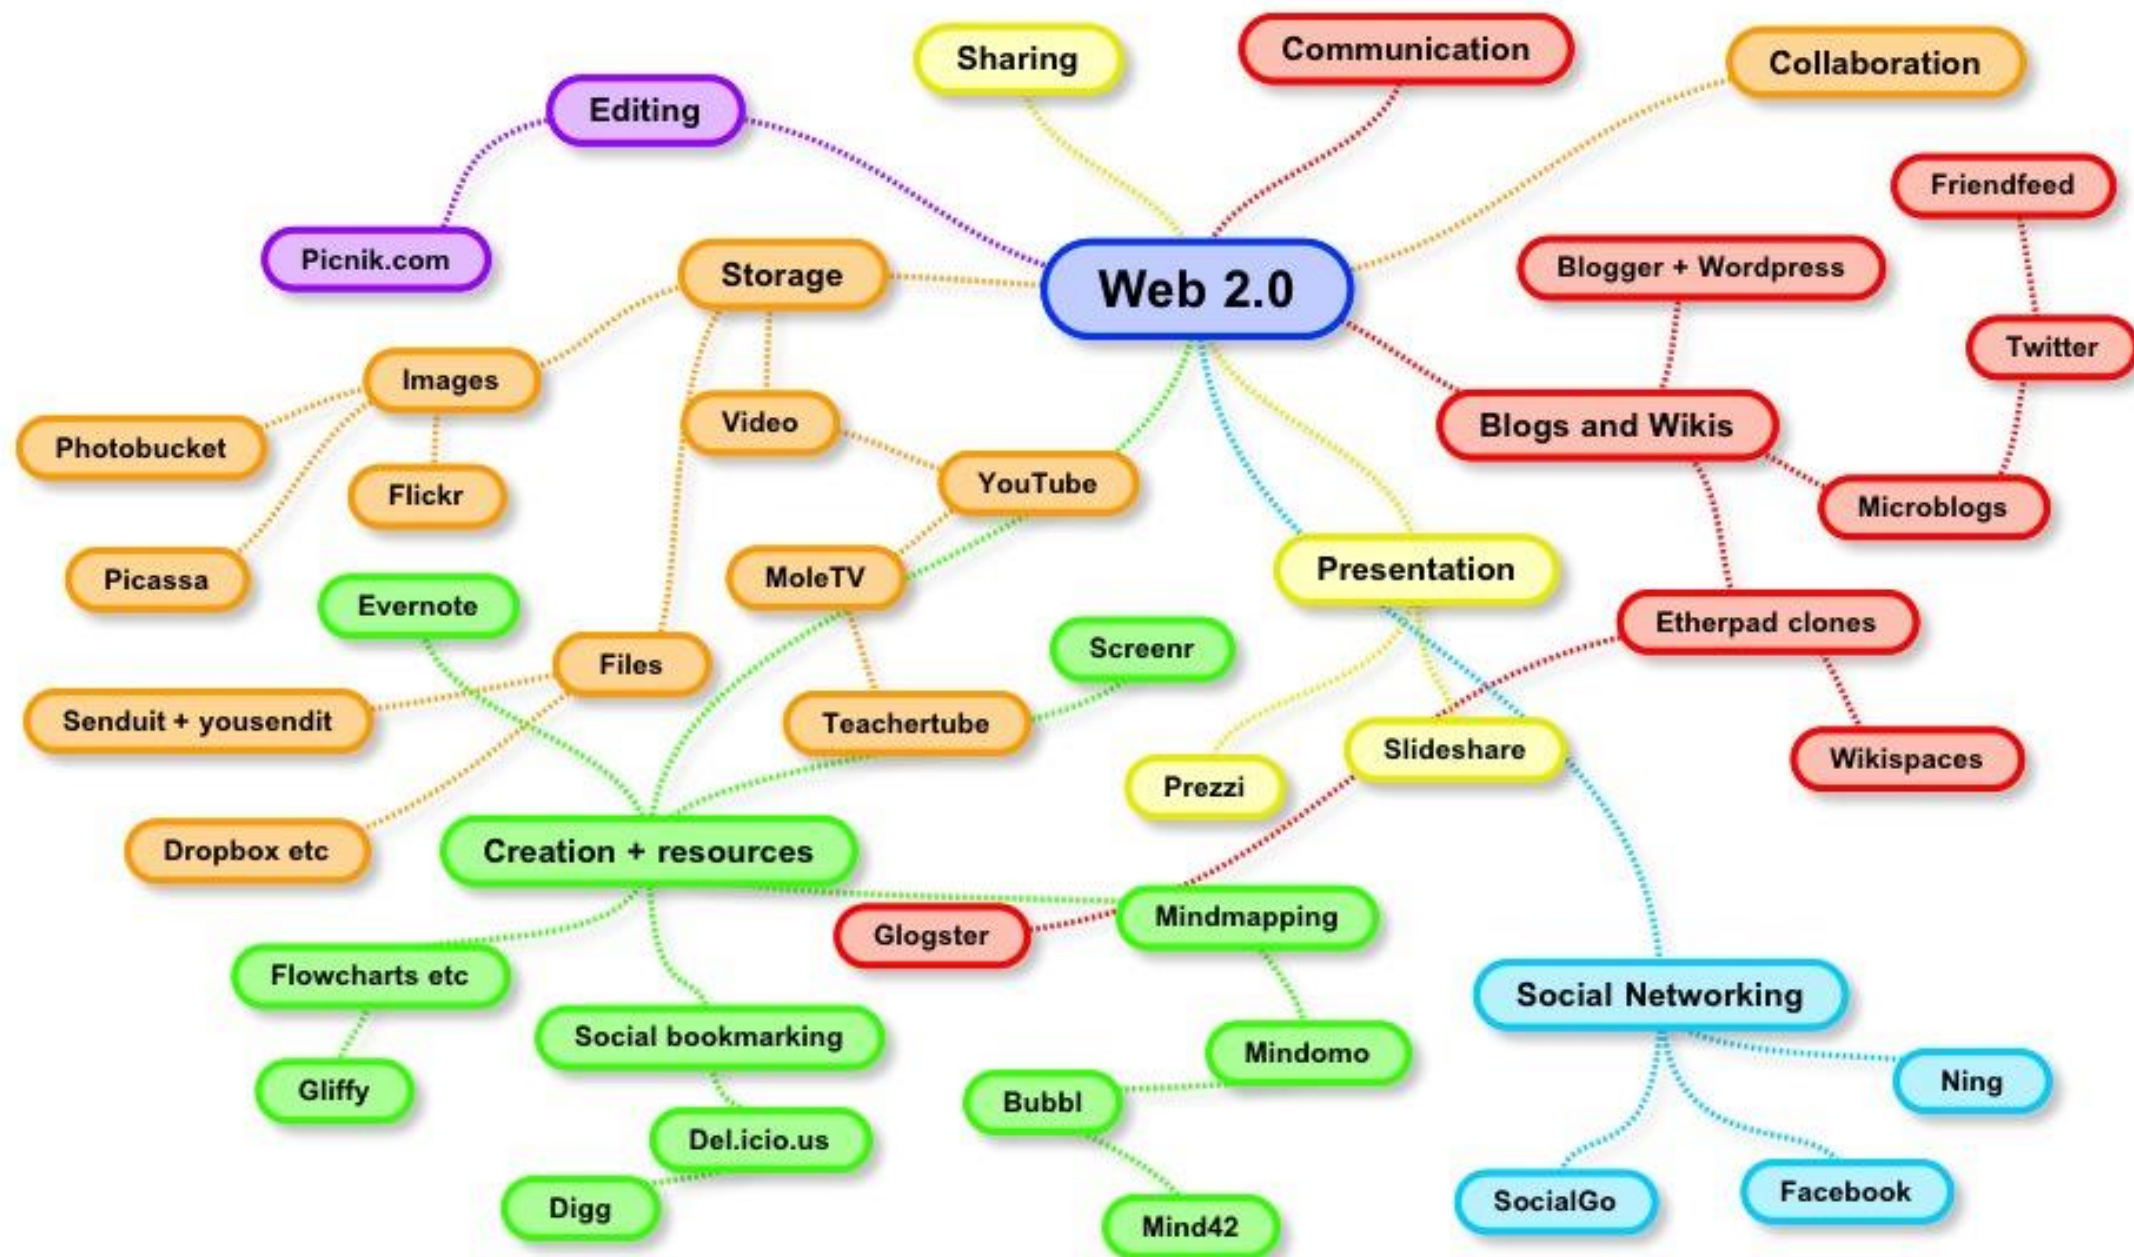 Sharing
Communication
Collaboration
Editing
Friendfeed
Picnik.com
Storage
Web 2.0
Blogger + Wordpress
Twitter
Images
Video
Blogs and Wikis
Photobucket
Flickr
YouTube
Microblogs
Picassa
MoleTV
Presentation
Evernote
Files
Screenr
Etherpad clones
Senduit + yousendit
Teachertube
Slideshare
Wikispaces
Prezzi
Dropbox etc
Creation + resources
Glogster
Mindmapping
Flowcharts etc
Social Networking
Social bookmarking
Mindomo
Gliffy
Bubbl
Ning
Del.icio.us
Digg
Mind42
SocialGo
Facebook